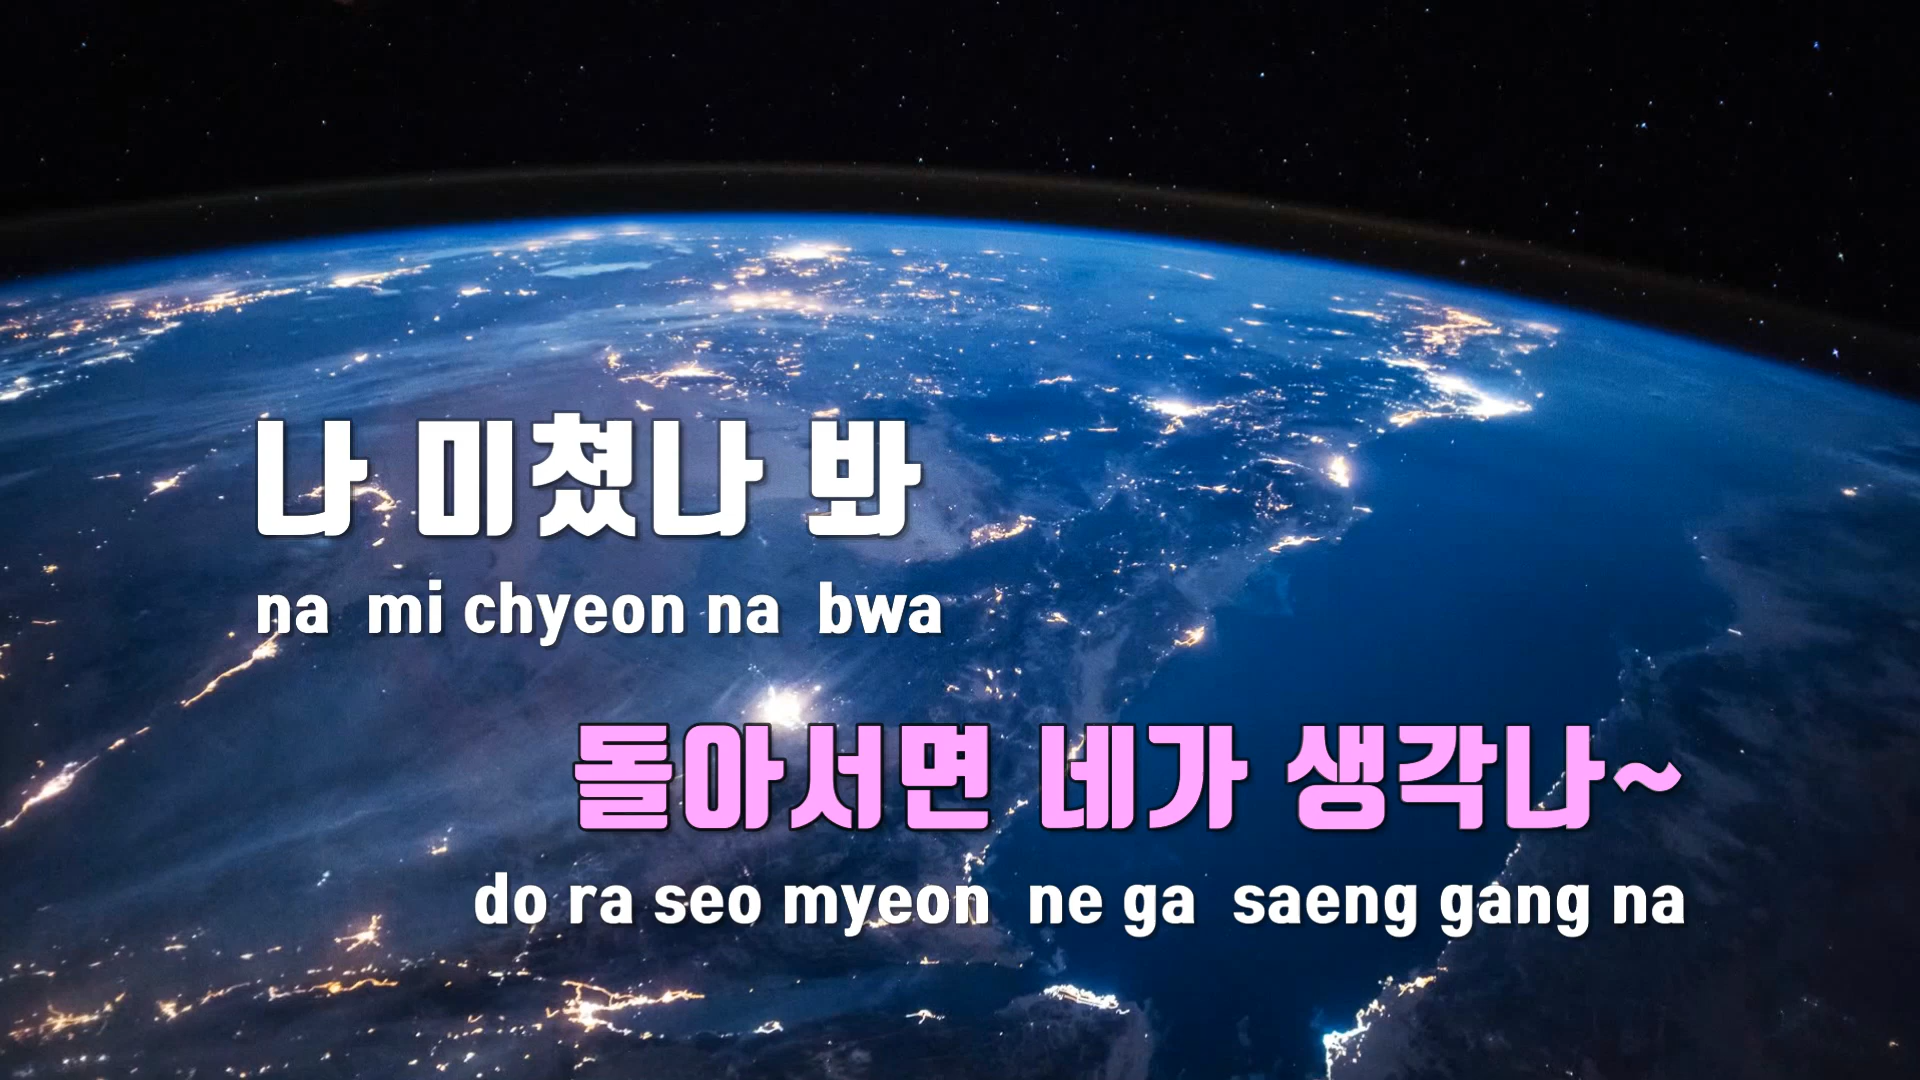 나 미쳤나 봐
na mi chyeon na bwa
돌아서면 네가 생각나~
do ra seo myeon ne ga saeng gang na